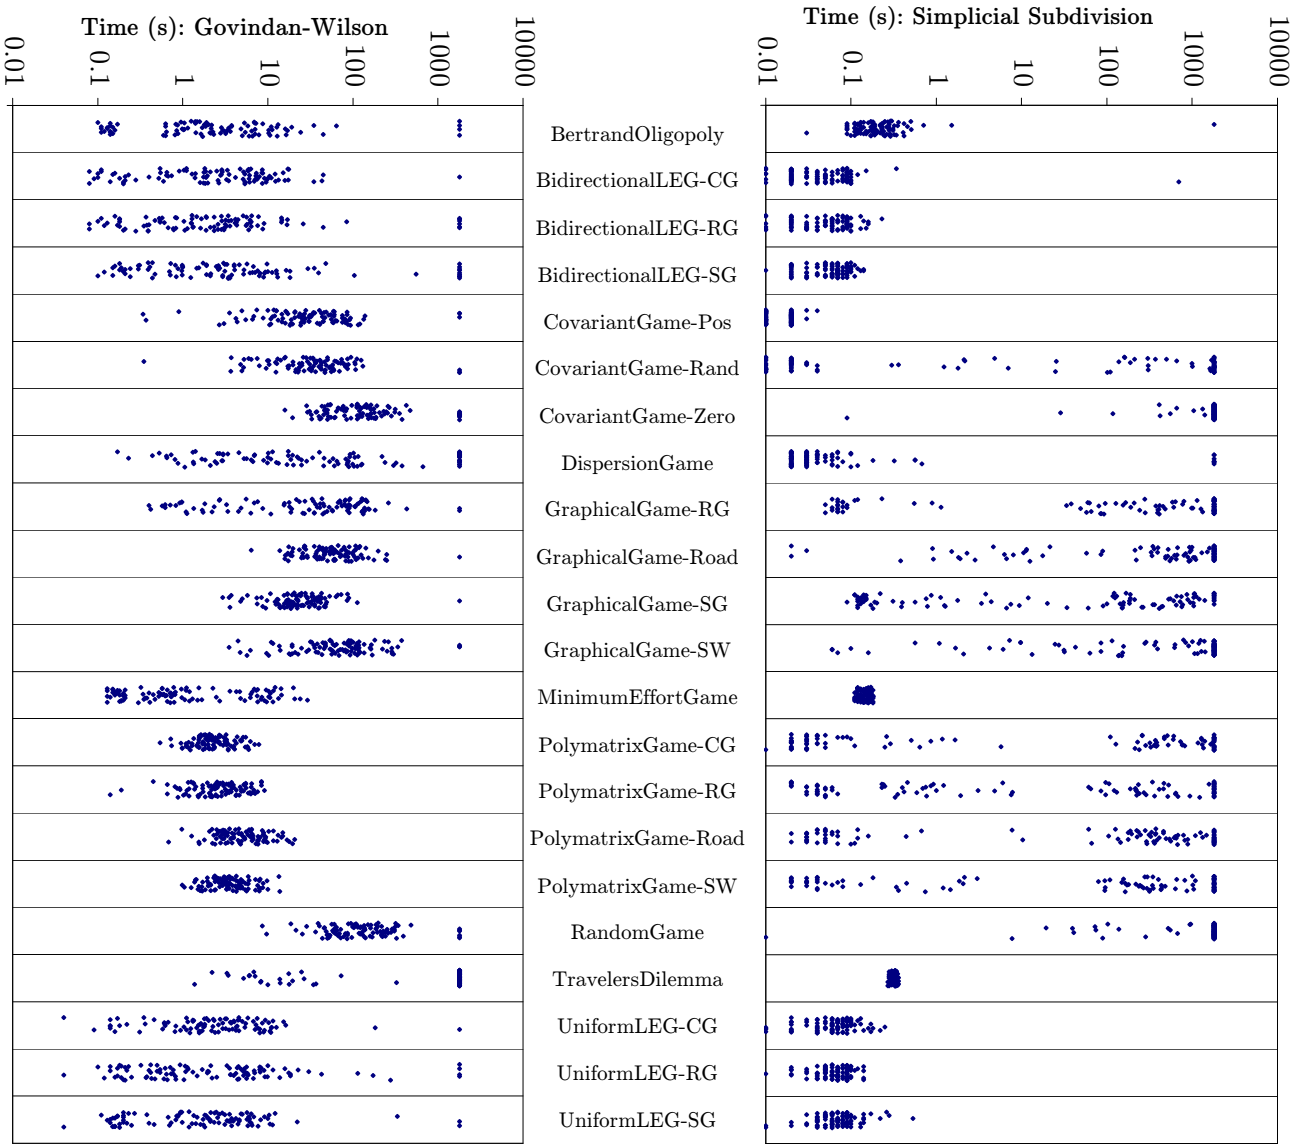 Time (s): Govindan-Wilson
Time (s): Simplicial Subdivision
0.01
0.1
1
10
100
1000
10000
0.01
0.1
1
10
100
1000
10000
BertrandOligopoly
BidirectionalLEG-CG
BidirectionalLEG-RG
BidirectionalLEG-SG
CovariantGame-Pos
CovariantGame-Rand
CovariantGame-Zero
DispersionGame
GraphicalGame-RG
GraphicalGame-Road
GraphicalGame-SG
GraphicalGame-SW
MinimumEffortGame
PolymatrixGame-CG
PolymatrixGame-RG
PolymatrixGame-Road
PolymatrixGame-SW
RandomGame
TravelersDilemma
UniformLEG-CG
UniformLEG-RG
UniformLEG-SG